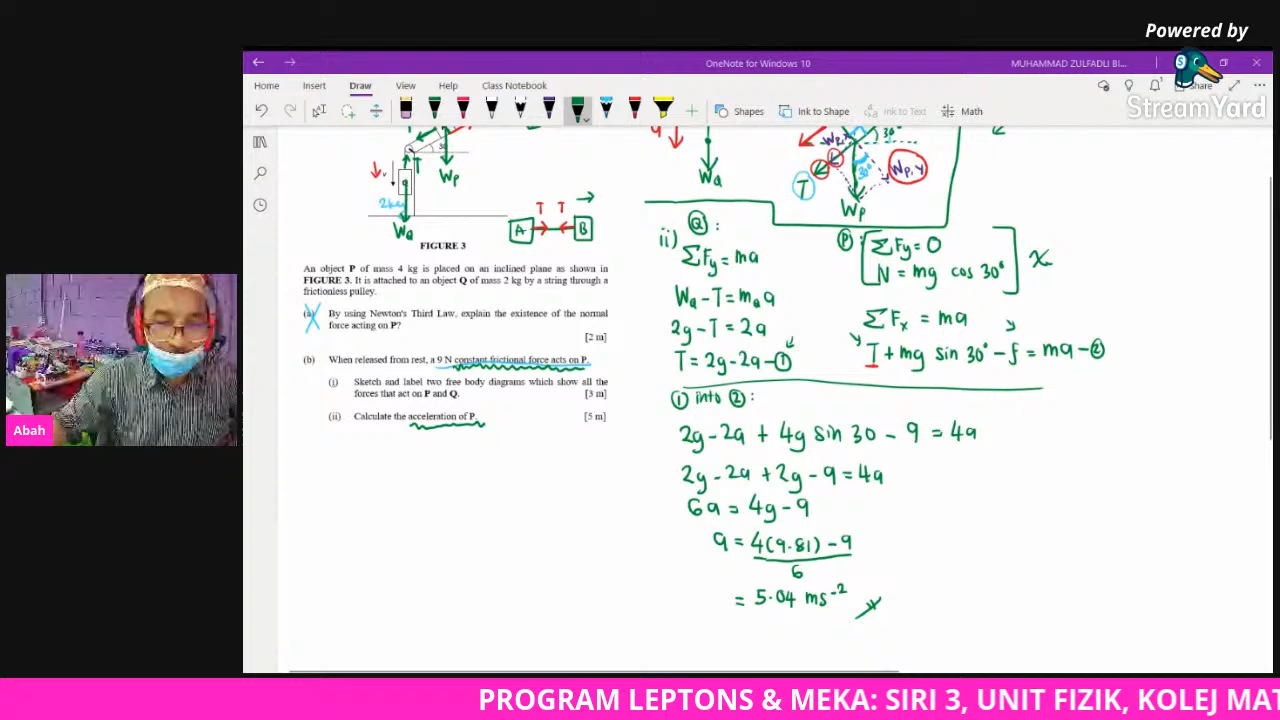 Powered by
StreamYard
OneNote for Windows 10
MUHAMMAD ZULFADLI BI...
Home Insert Draw View Help Class Notebook
Share
Shapes Ink to Shape Ink to Text Math
30
WP
v
q
2kg
WQ
T T
A B
FIGURE 3
An object P of mass 4 kg is placed on an inclined plane as shown in
FIGURE 3. It is attached to an object Q of mass 2 kg by a string through a
frictionless pulley.
(a) By using Newton's Third Law, explain the existence of the normal
force acting on P?
[2 m]
(b) When released from rest, a 9 N constant frictional force acts on P.
(i) Sketch and label two free body diagrams which show all the
forces that act on P and Q. [3 m]
(ii) Calculate the acceleration of P. [5 m]
WQ
WP,x
30°
30°
WP,y
T
WP
ii) Q :
ΣFy = ma
WQ - T = mQ a
2g - T = 2a
T = 2g - 2a - ①
P : ΣFy = 0
N = mg cos 30° X
ΣFx = ma
T + mg sin 30° - f = ma - ②
① into ② :
2g - 2a + 4g sin 30 - 9 = 4a
2g - 2a + 2g - 9 = 4a
6a = 4g - 9
a = 4(9.81) - 9
6
= 5.04 ms-2
Abah
PROGRAM LEPTONS & MEKA: SIRI 3, UNIT FIZIK, KOLEJ MAT